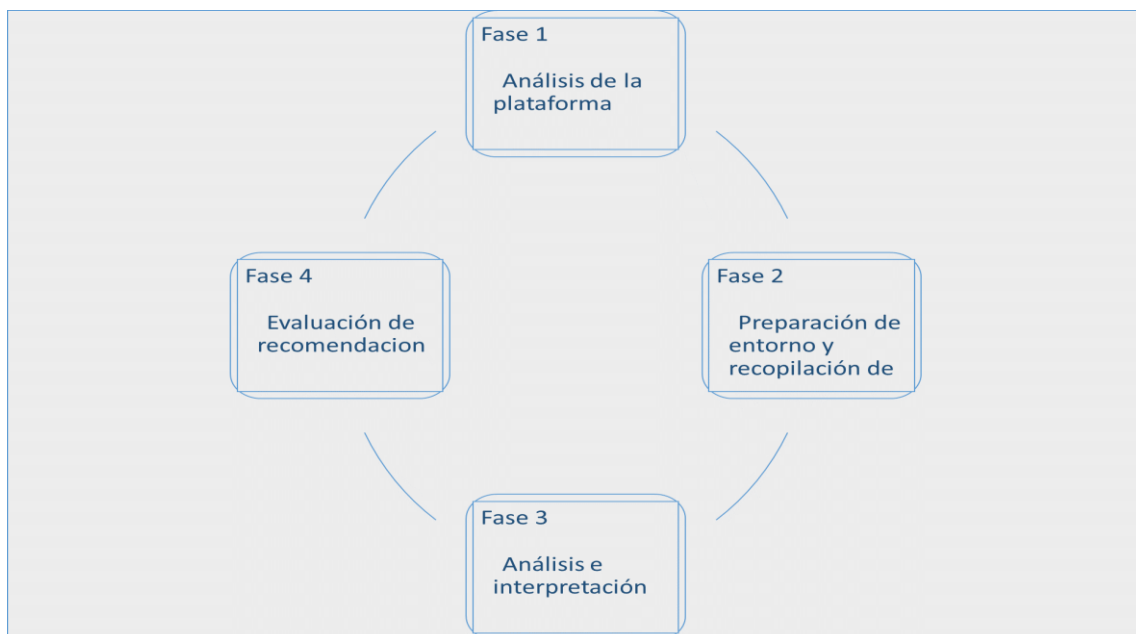 Fase 1
Análisis de la
plataforma
Fase 2
Preparación de
entorno y
recopilación de
Fase 3
Análisis e
interpretación
Fase 4
Evaluación de
recomendacion